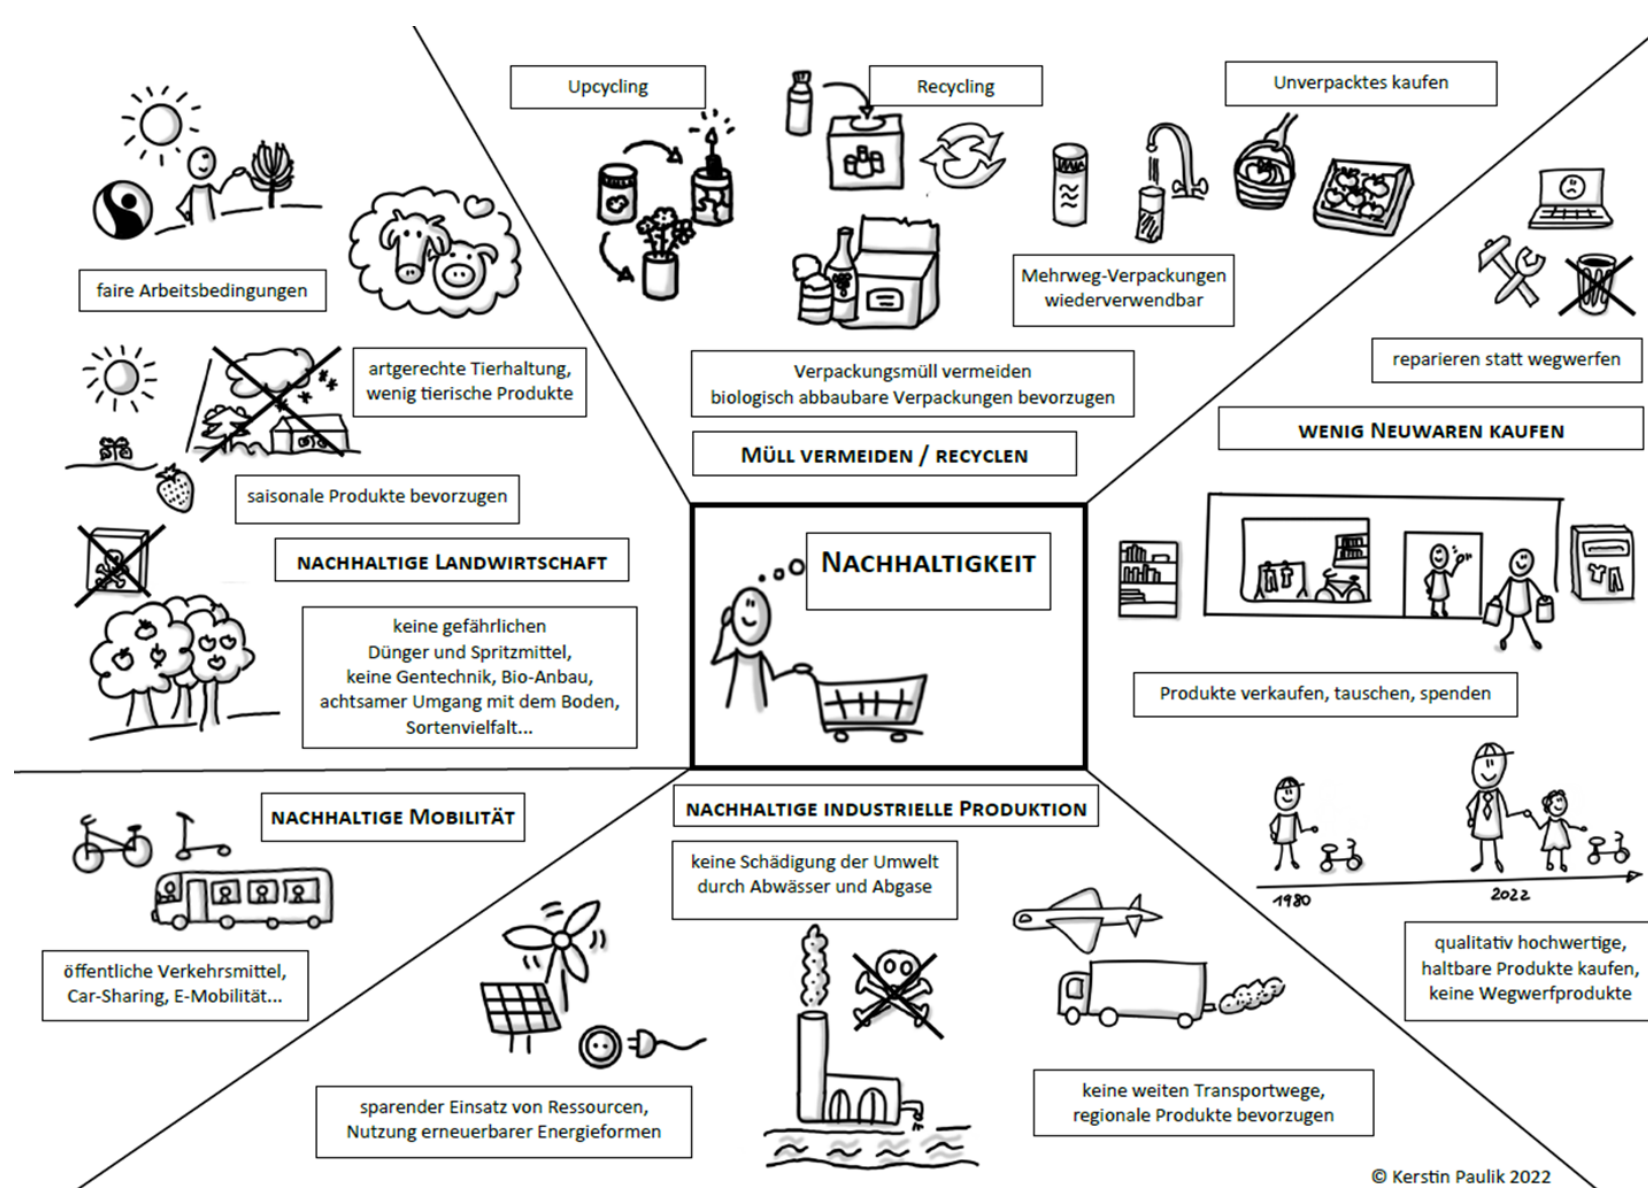 Upcycling
Recycling
Unverpacktes kaufen
Mehrweg-Verpackungen
wiederverwendbar
Verpackungsmüll vermeiden
biologisch abbaubare Verpackungen bevorzugen
MÜLL VERMEIDEN / RECYCLEN
faire Arbeitsbedingungen
artgerechte Tierhaltung,
wenig tierische Produkte
saisonale Produkte bevorzugen
NACHHALTIGE LANDWIRTSCHAFT
keine gefährlichen
Dünger und Spritzmittel,
keine Gentechnik, Bio-Anbau,
achtsamer Umgang mit dem Boden,
Sortenvielfalt...
NACHHALTIGKEIT
reparieren statt wegwerfen
WENIG NEUWAREN KAUFEN
Produkte verkaufen, tauschen, spenden
1980
2022
qualitativ hochwertige,
haltbare Produkte kaufen,
keine Wegwerfprodukte
NACHHALTIGE MOBILITÄT
öffentliche Verkehrsmittel,
Car-Sharing, E-Mobilität...
NACHHALTIGE INDUSTRIELLE PRODUKTION
keine Schädigung der Umwelt
durch Abwässer und Abgase
sparender Einsatz von Ressourcen,
Nutzung erneuerbarer Energieformen
keine weiten Transportwege,
regionale Produkte bevorzugen
© Kerstin Paulik 2022